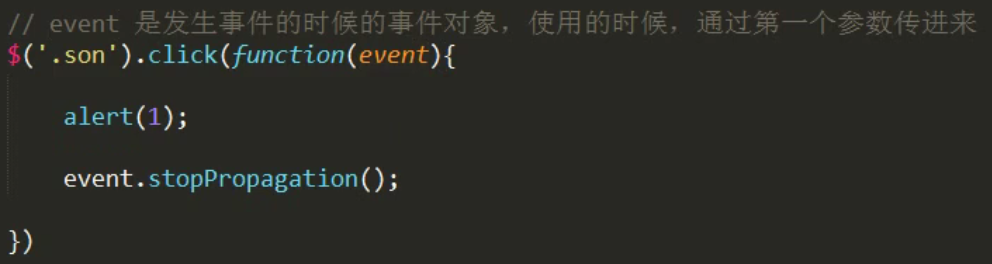 // event 是发生事件的时候的事件对象，使用的时候，通过第一个参数传进来
$('.son').click(function(event){
alert(1);
event.stopPropagation();
})